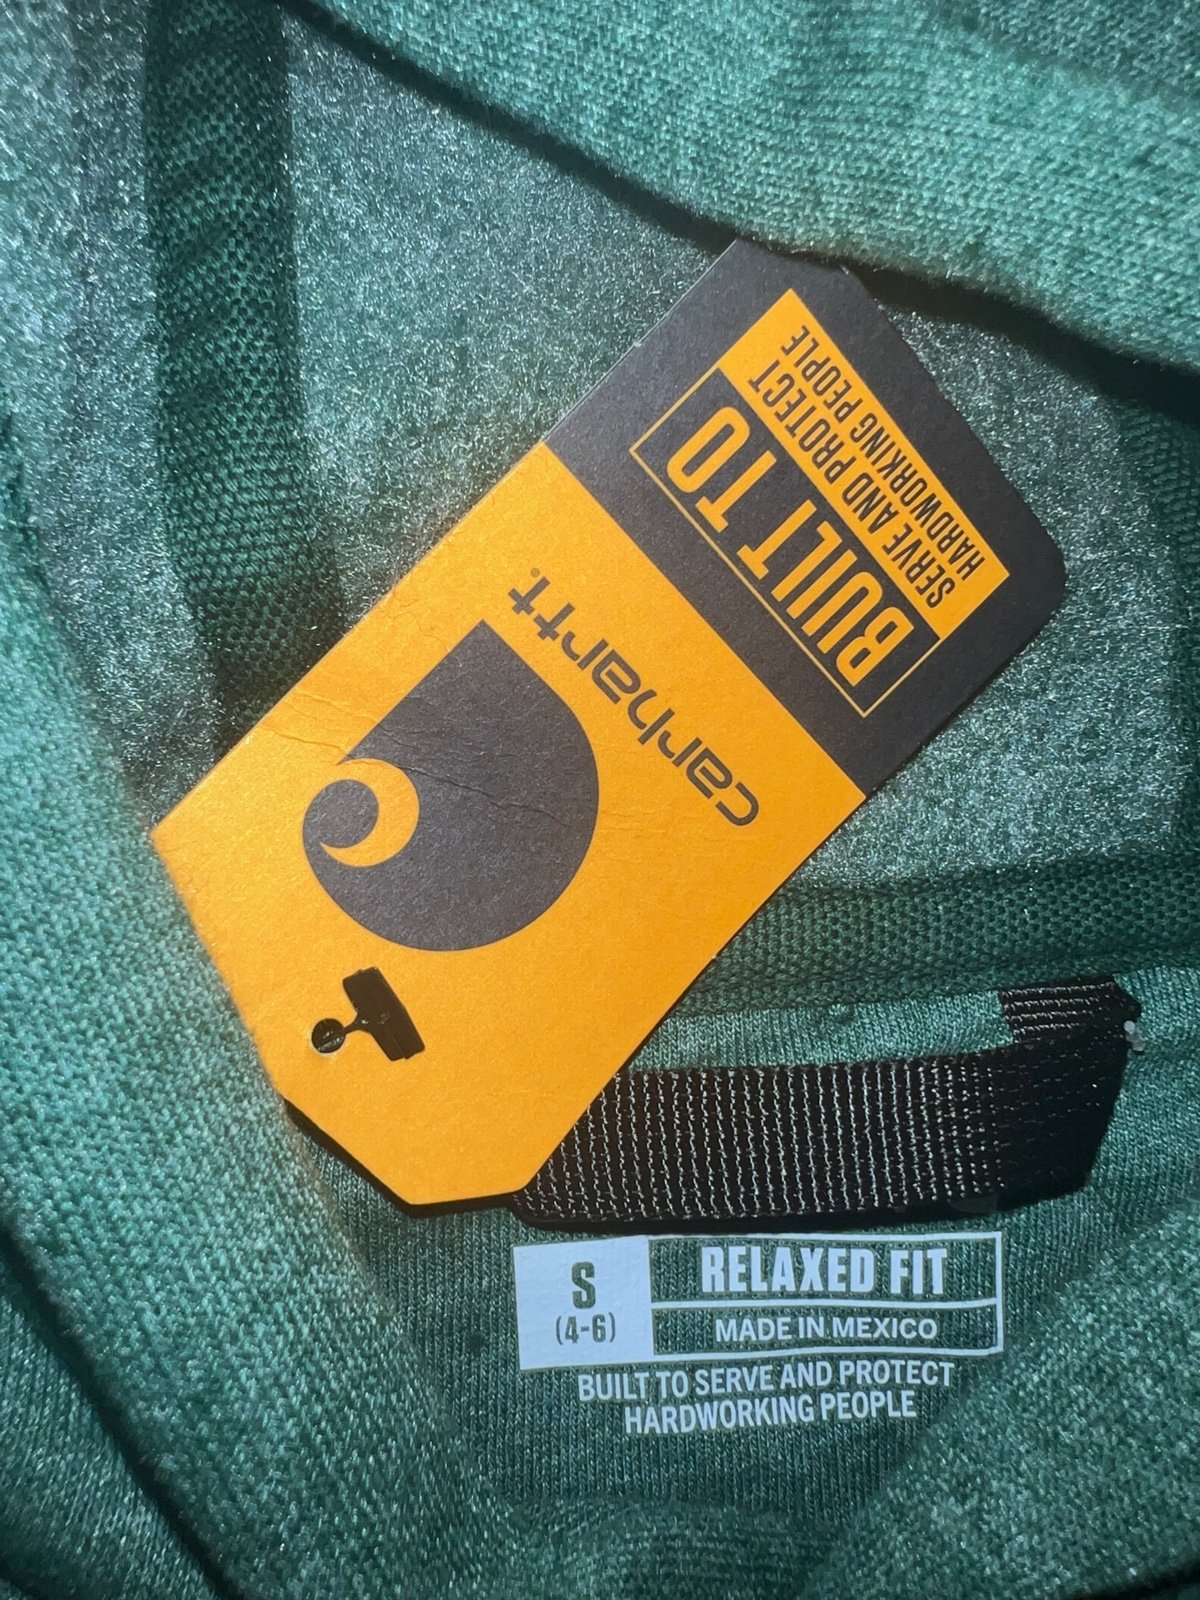 carhartt®
BUILT TO
SERVE AND PROTECT
HARDWORKING PEOPLE
S
(4-6)
RELAXED FIT
MADE IN MEXICO
BUILT TO SERVE AND PROTECT
HARDWORKING PEOPLE